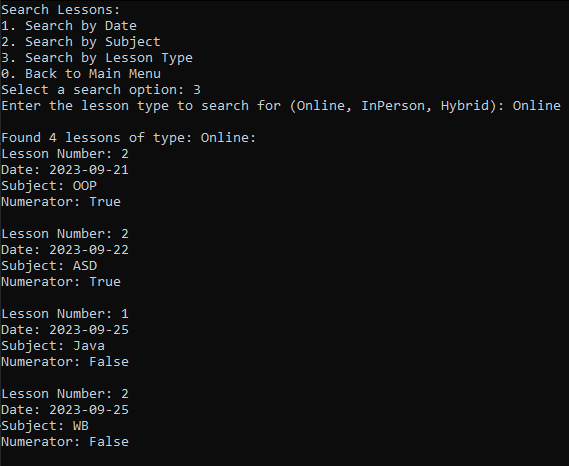 Search Lessons:
1. Search by Date
2. Search by Subject
3. Search by Lesson Type
0. Back to Main Menu
Select a search option: 3
Enter the lesson type to search for (Online, InPerson, Hybrid): Online
Found 4 lessons of type: Online:
Lesson Number: 2
Date: 2023-09-21
Subject: OOP
Numerator: True
Lesson Number: 2
Date: 2023-09-22
Subject: ASD
Numerator: True
Lesson Number: 1
Date: 2023-09-25
Subject: Java
Numerator: False
Lesson Number: 2
Date: 2023-09-25
Subject: WB
Numerator: False